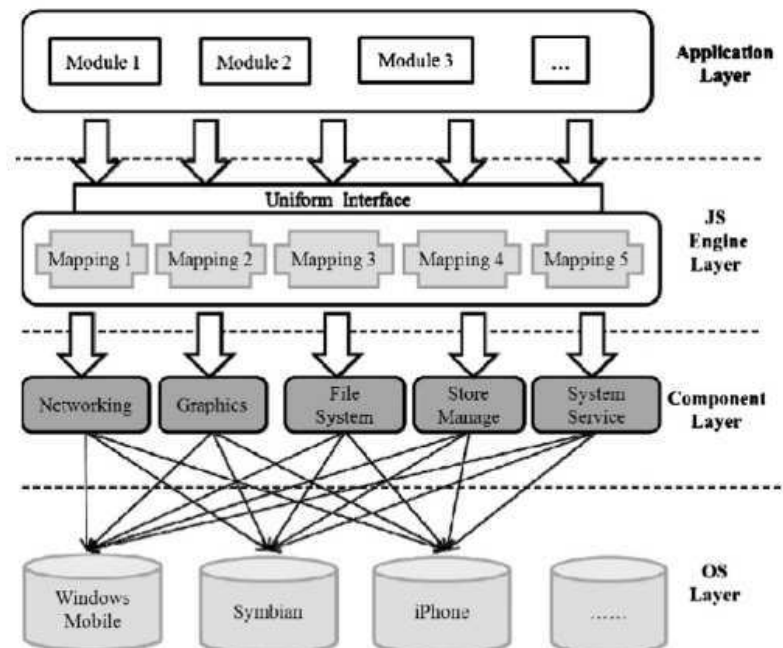 Module 1
Module 2
Module 3
...
Application
Layer
Uniform Interface
JS
Engine
Layer
Mapping 1
Mapping 2
Mapping 3
Mapping 4
Mapping 5
Networking
Graphics
File
System
Store
Manage
System
Service
Component
Layer
Windows
Mobile
Symbian
iPhone
......
OS
Layer